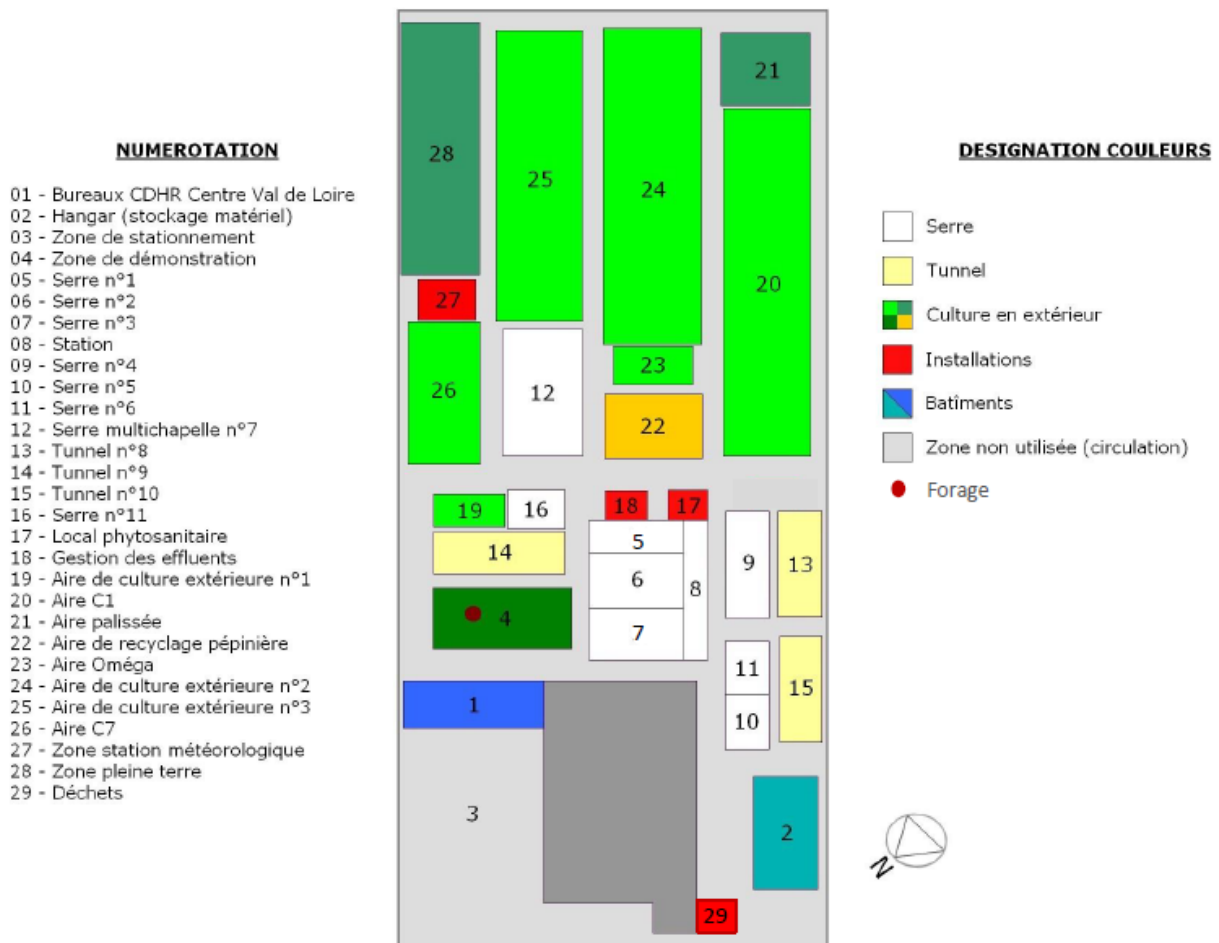 NUMEROTATION
01 - Bureaux CDHR Centre Val de Loire
02 - Hangar (stockage matériel)
03 - Zone de stationnement
04 - Zone de démonstration
05 - Serre n°1
06 - Serre n°2
07 - Serre n°3
08 - Station
09 - Serre n°4
10 - Serre n°5
11 - Serre n°6
12 - Serre multichapelle n°7
13 - Tunnel n°8
14 - Tunnel n°9
15 - Tunnel n°10
16 - Serre n°11
17 - Local phytosanitaire
18 - Gestion des effluents
19 - Aire de culture extérieure n°1
20 - Aire C1
21 - Aire palissée
22 - Aire de recyclage pépinière
23 - Aire Oméga
24 - Aire de culture extérieure n°2
25 - Aire de culture extérieure n°3
26 - Aire C7
27 - Zone station météorologique
28 - Zone pleine terre
29 - Déchets
21
28
25
24
20
27
23
26
12
22
19
16
18
17
14
5
6
8
9
13
4
7
11
15
1
10
3
2
29
DESIGNATION COULEURS
Serre
Tunnel
Culture en extérieur
Installations
Batîments
Zone non utilisée (circulation)
Forage
N